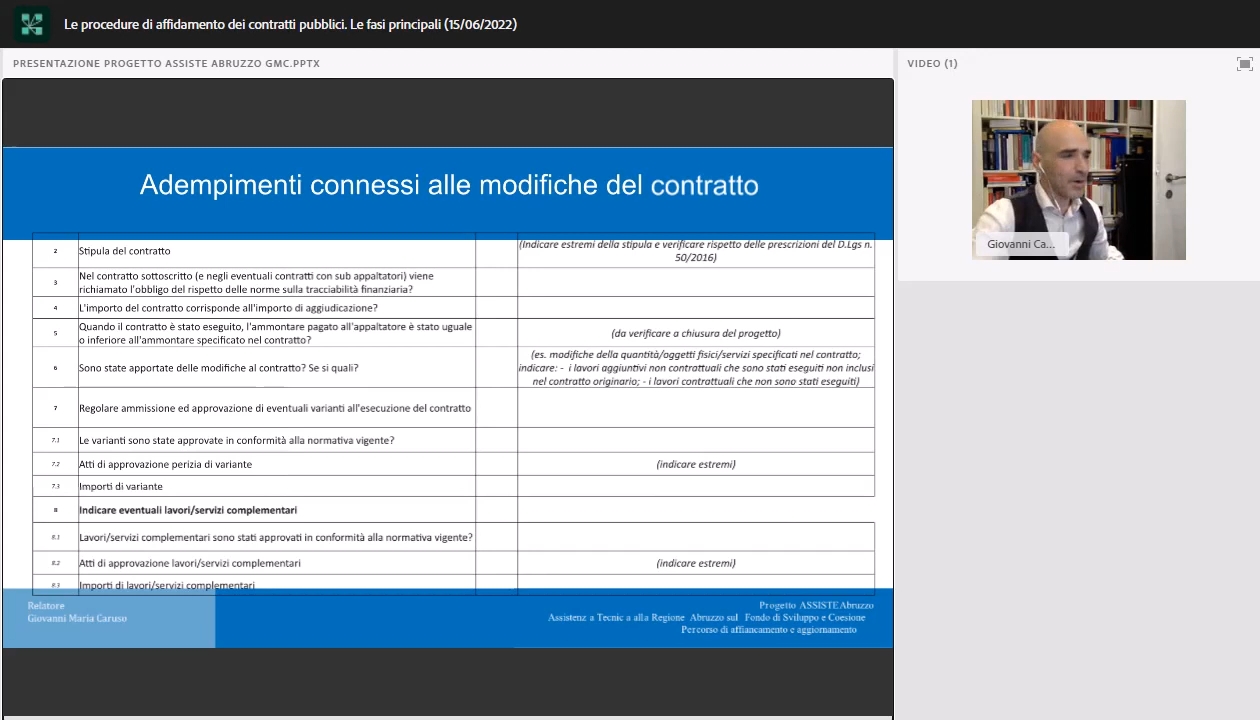 Le procedure di affidamento dei contratti pubblici. Le fasi principali (15/06/2022)
PRESENTAZIONE PROGETTO ASSISTE ABRUZZO GMC.PPTX
VIDEO (1)
Giovanni Ca...
Adempimenti connessi alle modifiche del contratto
2 Stipula del contratto (Indicare estremi della stipula e verificare rispetto delle prescrizioni del D.Lgs n.
50/2016)
3 Nel contratto sottoscritto (e negli eventuali contratti con sub appaltatori) viene
richiamato l'obbligo del rispetto delle norme sulla tracciabilità finanziaria?
4 L'importo del contratto corrisponde all'importo di aggiudicazione?
5 Quando il contratto è stato eseguito, l'ammontare pagato all'appaltatore è stato uguale
o inferiore all'ammontare specificato nel contratto? (da verificare a chiusura del progetto)
6 Sono state apportate delle modifiche al contratto? Se si quali? (es. modifiche della quantità/oggetti fisici/servizi specificati nel contratto;
indicare: - i lavori aggiuntivi non contrattuali che sono stati eseguiti non inclusi
nel contratto originario; - i lavori contrattuali che non sono stati eseguiti)
7 Regolare ammissione ed approvazione di eventuali varianti all'esecuzione del contratto
7.1 Le varianti sono state approvate in conformità alla normativa vigente?
7.2 Atti di approvazione perizia di variante (indicare estremi)
7.3 Importi di variante
8 Indicare eventuali lavori/servizi complementari
8.1 Lavori/servizi complementari sono stati approvati in conformità alla normativa vigente?
8.2 Atti di approvazione lavori/servizi complementari (indicare estremi)
8.3 Importi di lavori/servizi complementari
Relatore
Giovanni Maria Caruso
Progetto ASSISTE Abruzzo
Assistenz a Tecnic a alla Regione Abruzzo sul Fondo di Sviluppo e Coesione
Percorso di affiancamento e aggiornamento